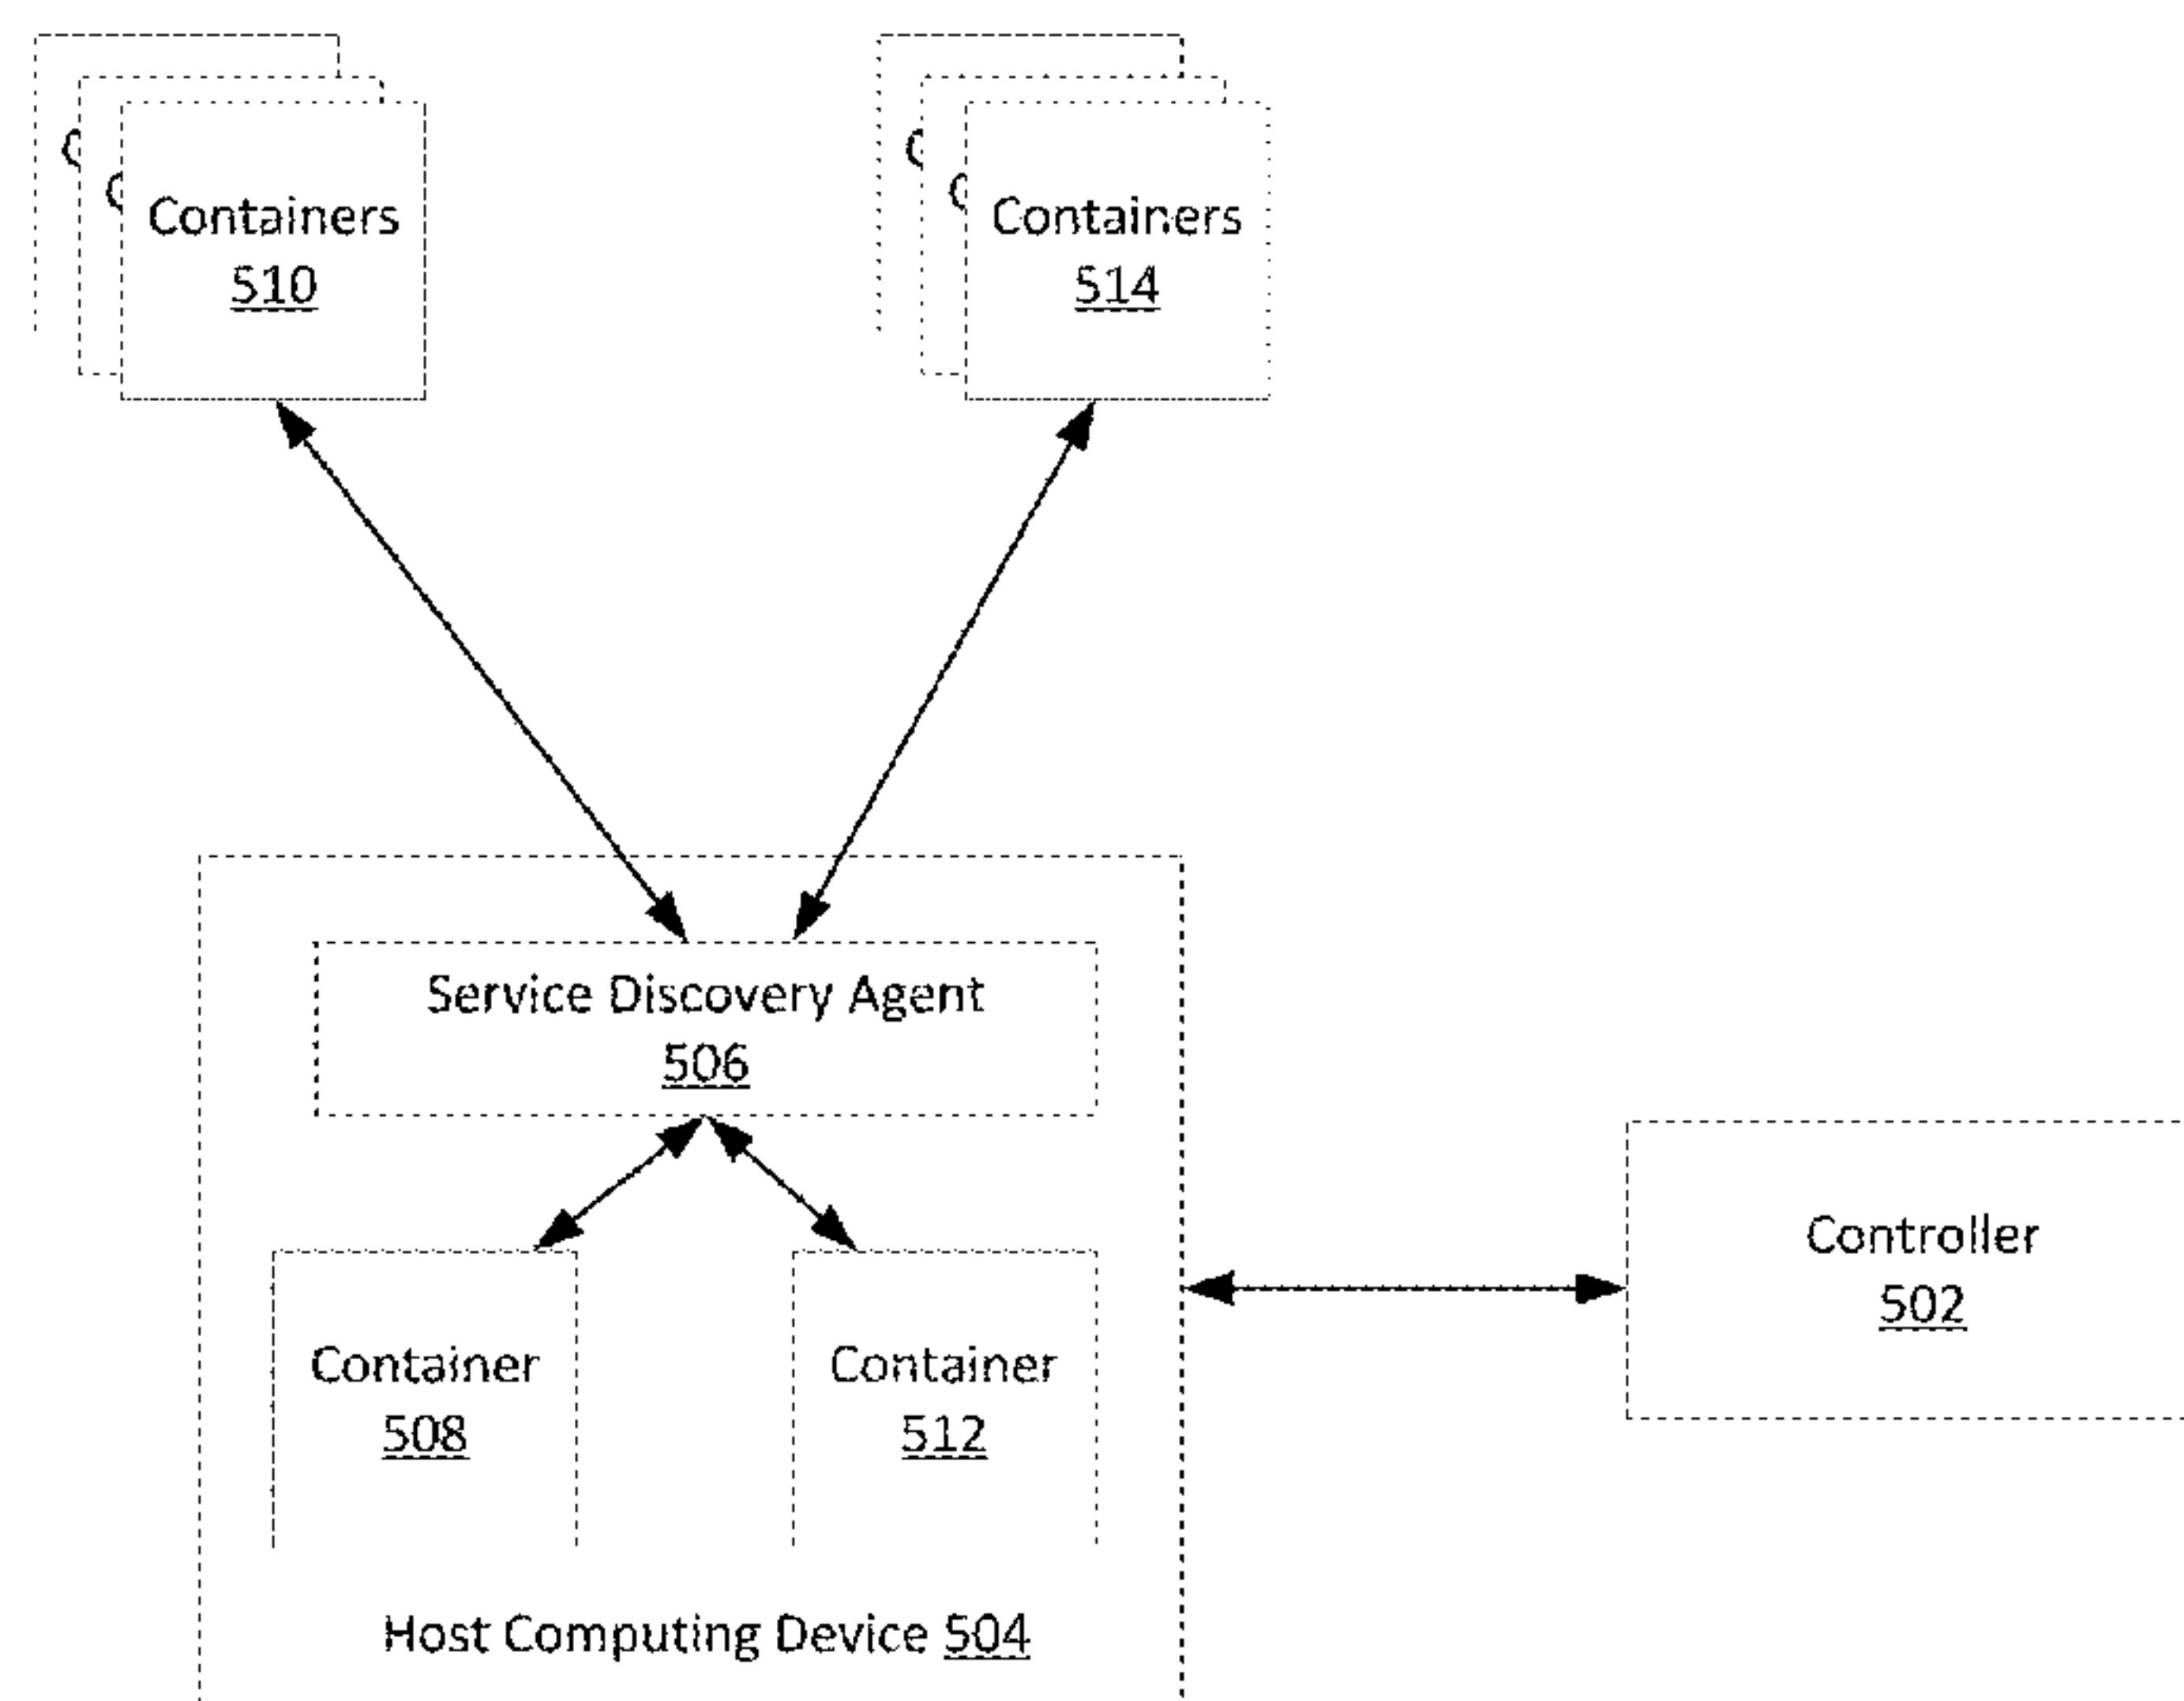 Containers
510
Containers
514
Service Discovery Agent
506
Container
508
Container
512
Controller
502
Host Computing Device 504